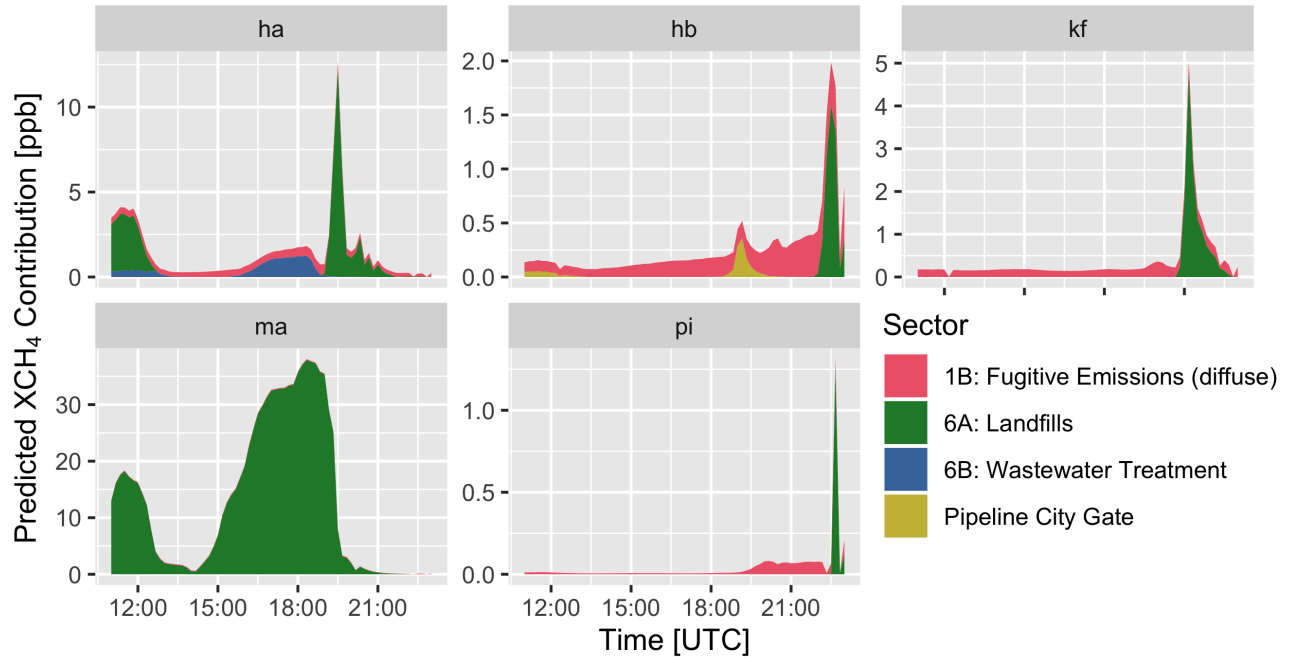 ha
hb
kf
10
5
0
2.0
1.5
1.0
0.5
0.0
5
4
3
2
1
0
ma
pi
30
20
10
0
1.0
0.5
0.0
12:00 15:00 18:00 21:00
12:00 15:00 18:00 21:00
Predicted XCH₄ Contribution [ppb]
Time [UTC]
Sector
1B: Fugitive Emissions (diffuse)
6A: Landfills
6B: Wastewater Treatment
Pipeline City Gate